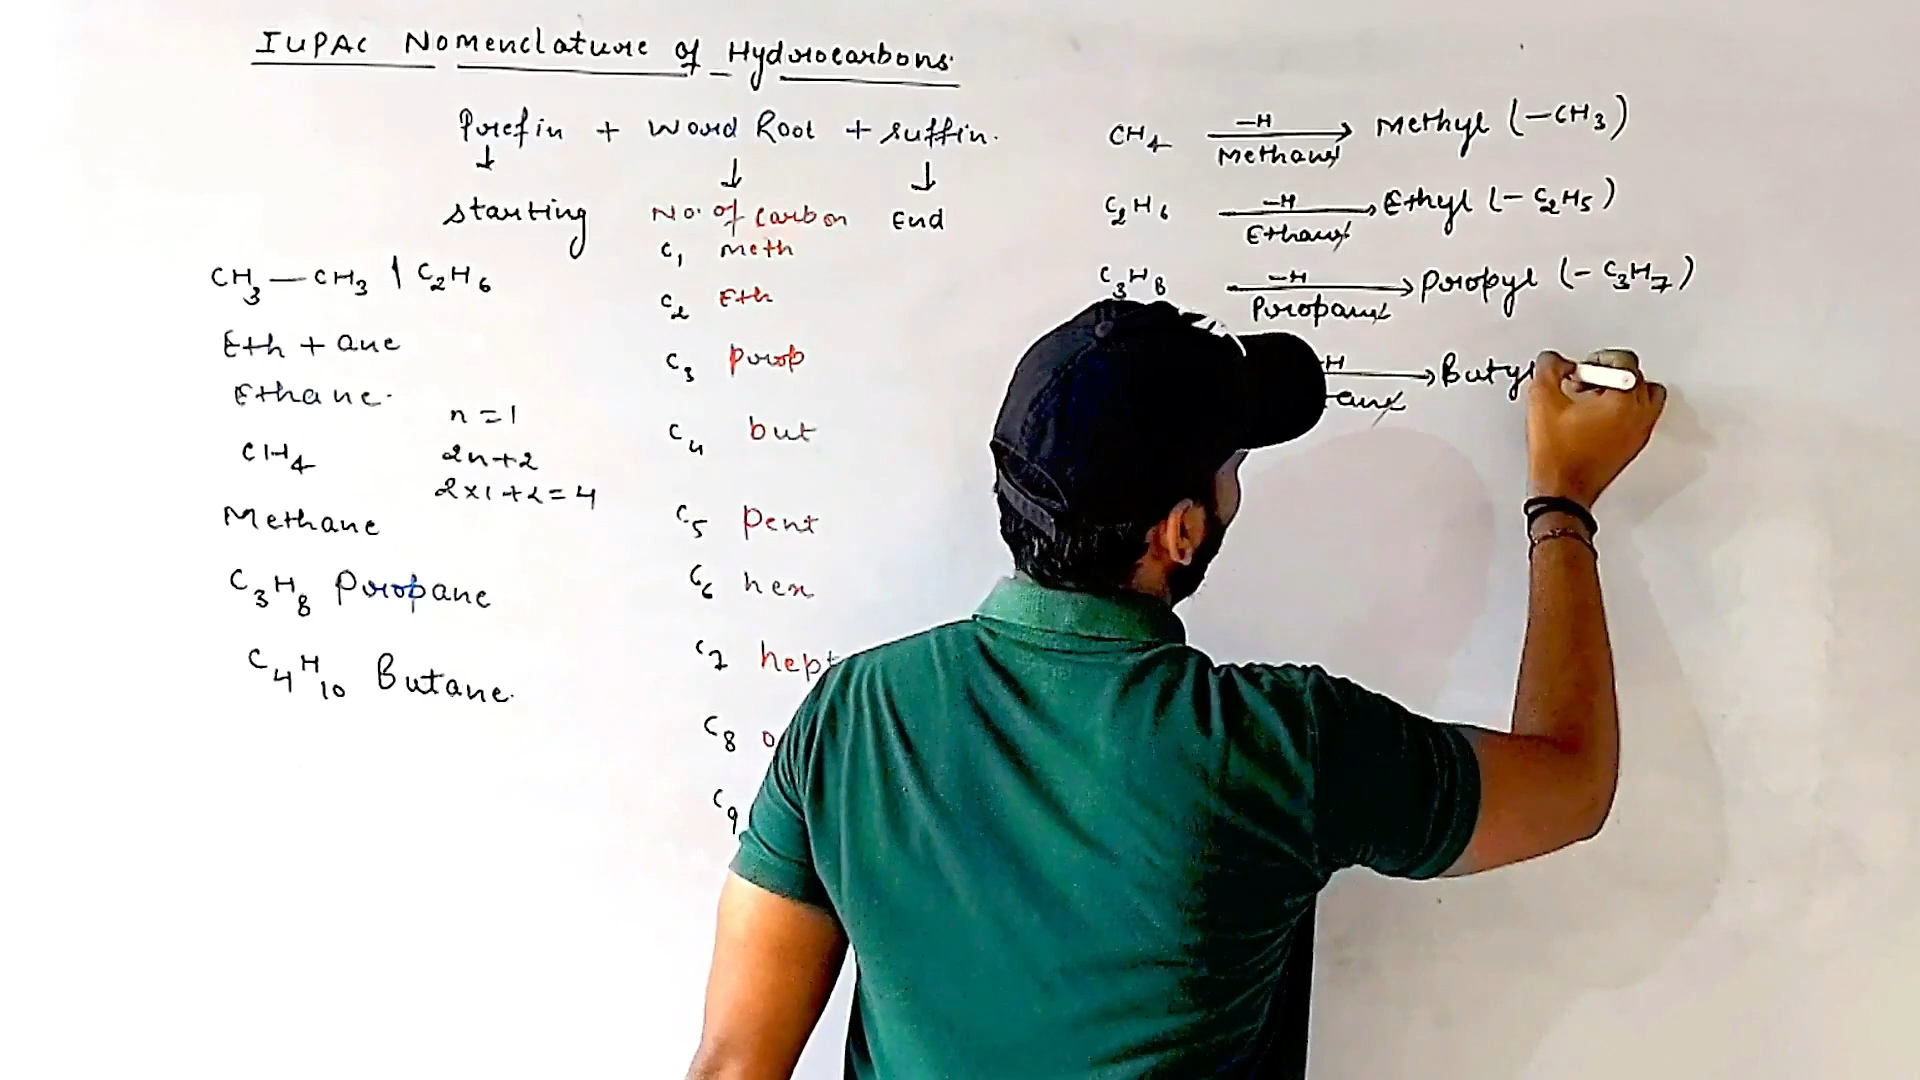 IUPAC Nomenclature of Hydrocarbons.
Prefix + Word Root + suffix.
↓ ↓ ↓
starting No. of carbon End
C1 meth
C2 Eth
C3 prop
C4 but
C5 Pent
C6 hex
C7 hept
C8
C9
CH3 — CH3 | C2H6
Eth + ane
Ethane.
CH4
n = 1
2n+2
2×1+2=4
Methane
C3H8 Propane
C4H10 Butane.
CH4 —H Methane → Methyl (—CH3)
C2H6 —H Ethane → Ethyl (—C2H5)
C3H8 —H Propane → Propyl (—C3H7)
H ane → Butyl